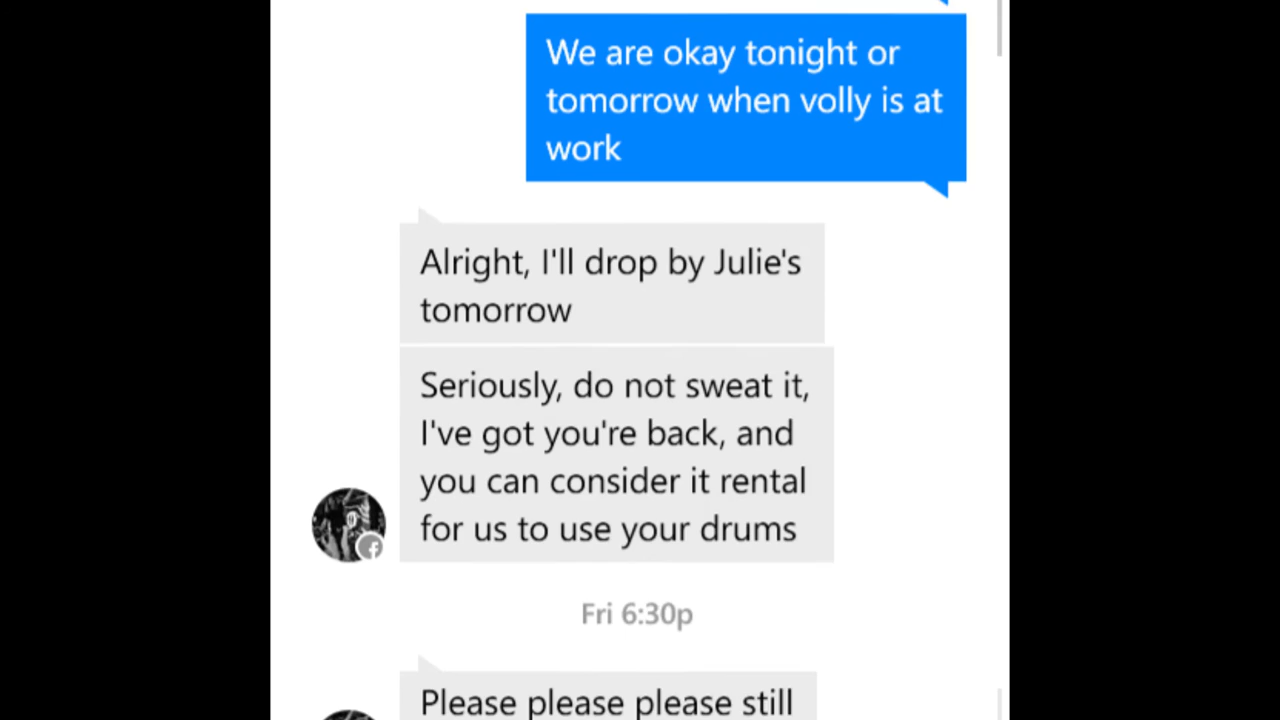 We are okay tonight or
tomorrow when volly is at
work
Alright, I'll drop by Julie's
tomorrow
Seriously, do not sweat it,
I've got you're back, and
you can consider it rental
for us to use your drums
Fri 6:30p
Please please please still